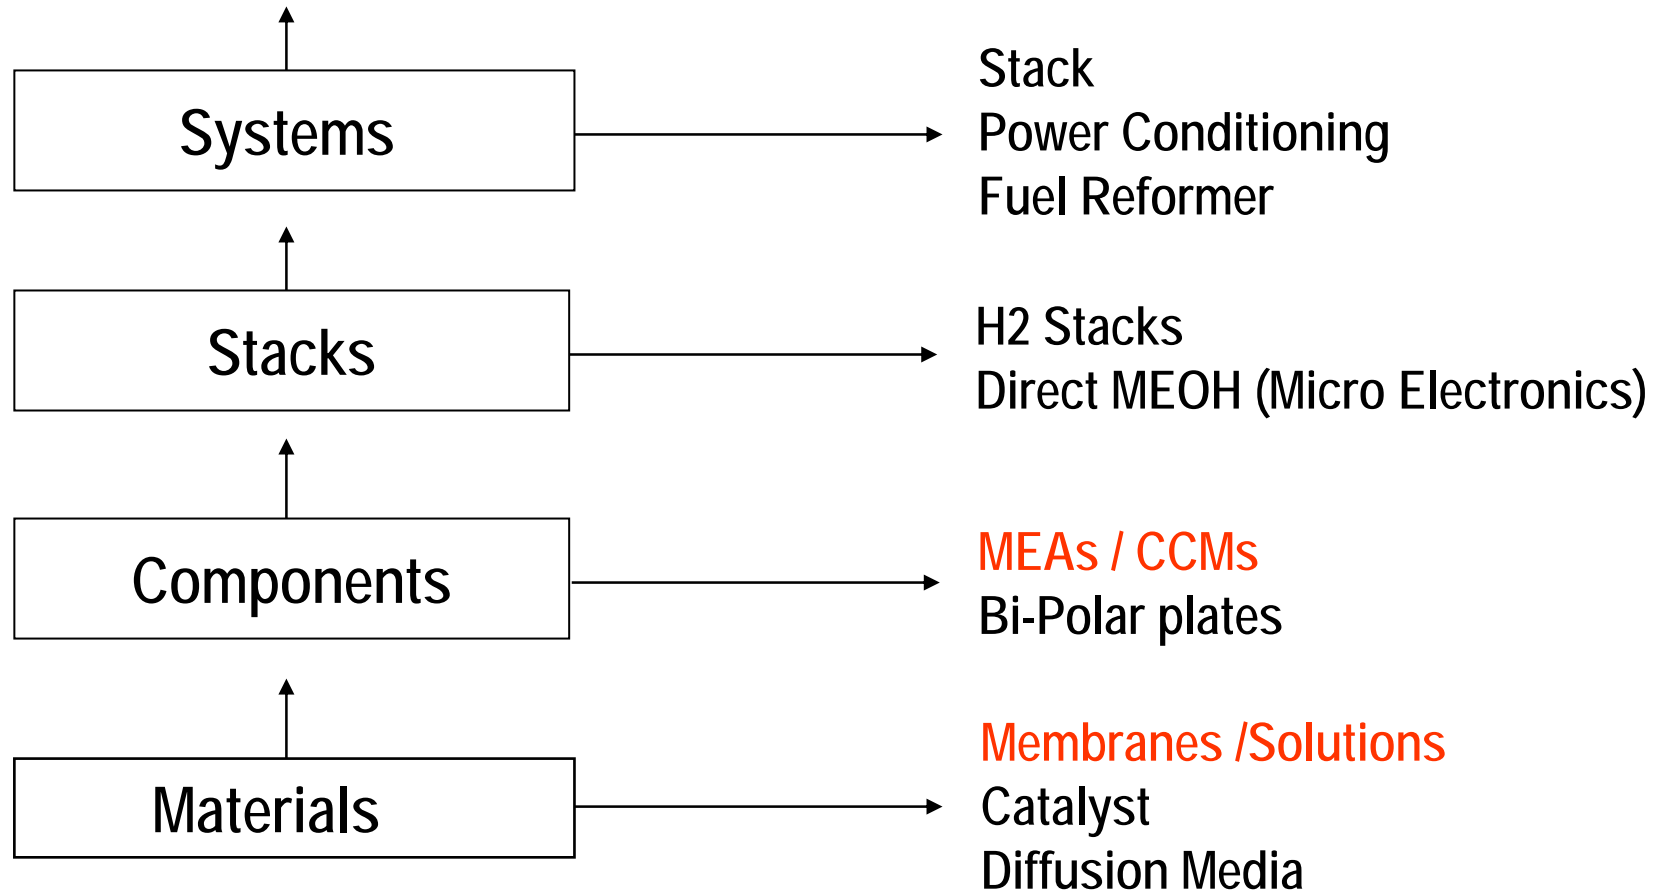 Systems
Stack
Power Conditioning
Fuel Reformer
Stacks
H2 Stacks
Direct MEOH (Micro Electronics)
Components
MEAs / CCMs
Bi-Polar plates
Materials
Membranes /Solutions
Catalyst
Diffusion Media